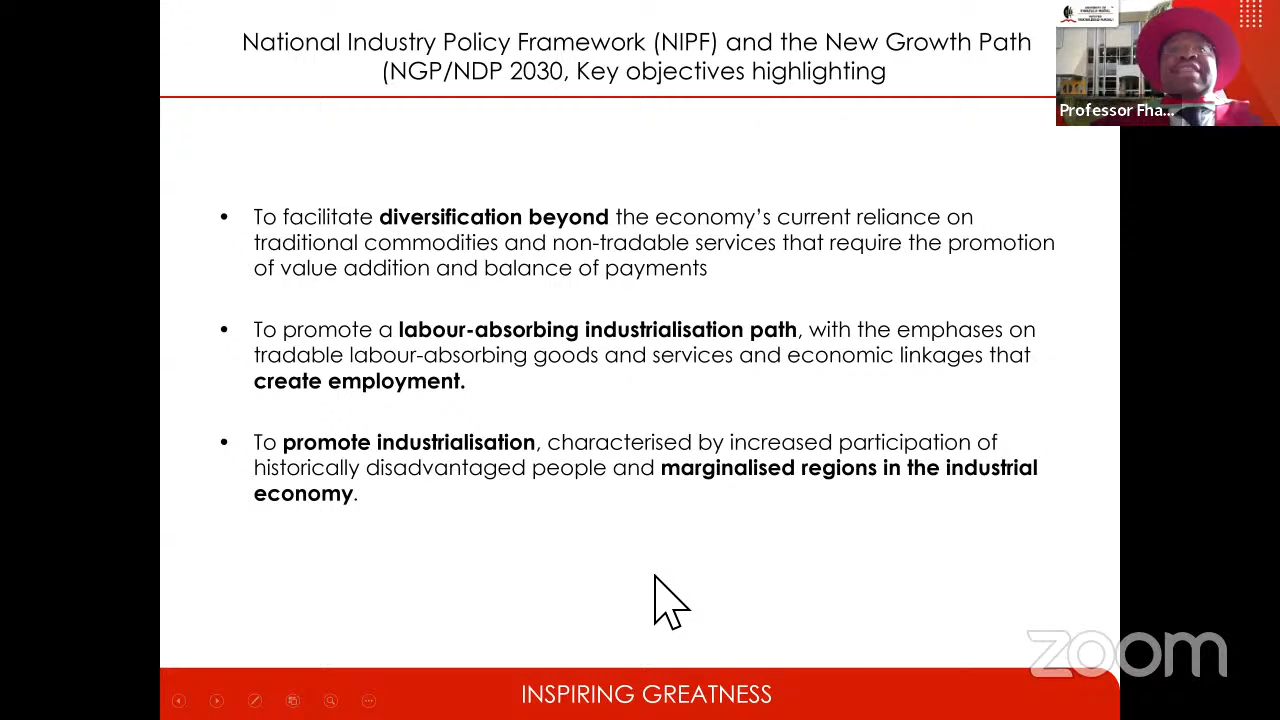 National Industry Policy Framework (NIPF) and the New Growth Path
(NGP/NDP 2030, Key objectives highlighting
Professor Fha...
• To facilitate diversification beyond the economy's current reliance on
traditional commodities and non-tradable services that require the promotion
of value addition and balance of payments
• To promote a labour-absorbing industrialisation path, with the emphases on
tradable labour-absorbing goods and services and economic linkages that
create employment.
• To promote industrialisation, characterised by increased participation of
historically disadvantaged people and marginalised regions in the industrial
economy.
zoom
INSPIRING GREATNESS